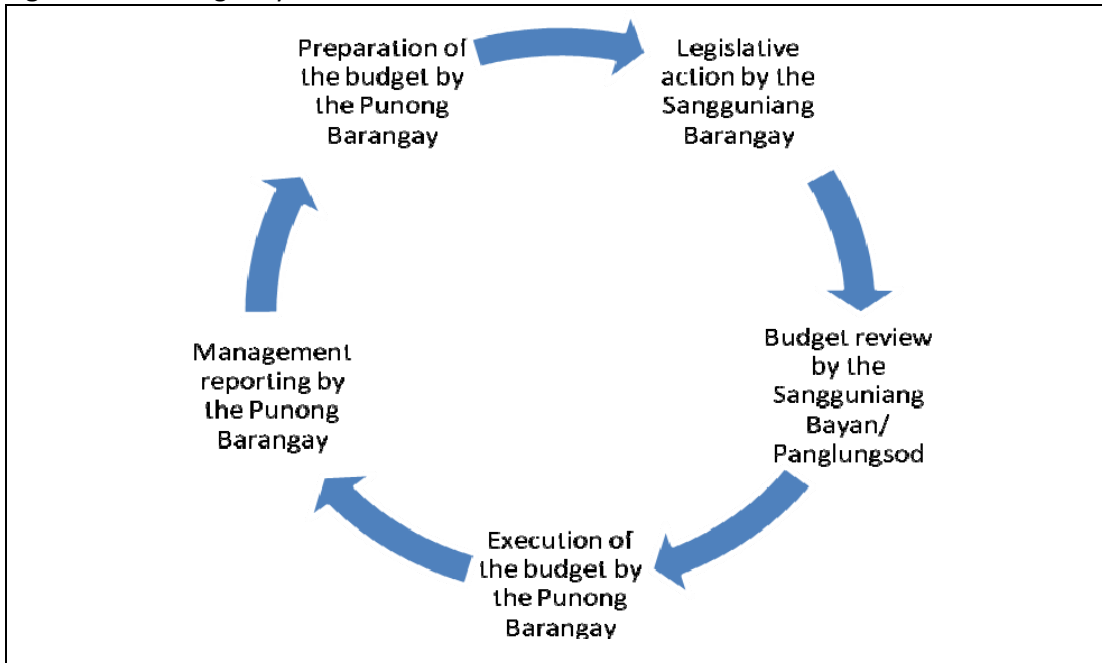 Preparation of
the budget by
the Punong
Barangay
Legislative
action by the
Sangguniang
Barangay
Budget review
by the
Sangguniang
Bayan/
Panglungsod
Execution of
the budget by
the Punong
Barangay
Management
reporting by
the Punong
Barangay